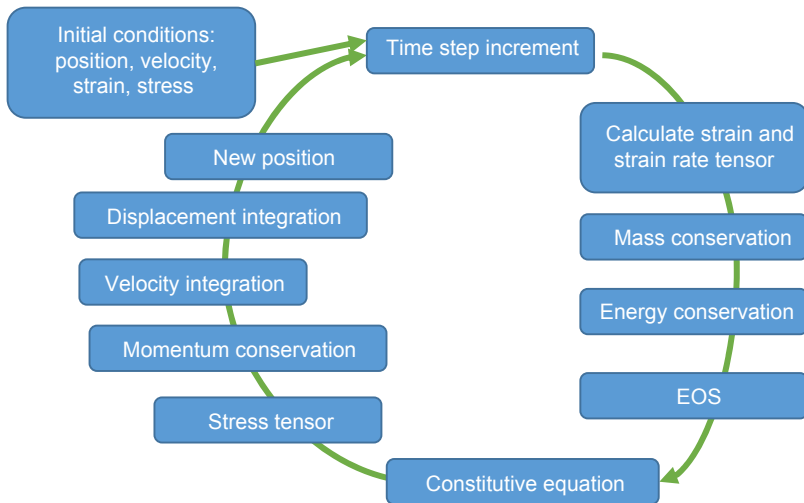 Initial conditions:
position, velocity,
strain, stress
Time step increment
Calculate strain and
strain rate tensor
Mass conservation
Energy conservation
EOS
Constitutive equation
Stress tensor
Momentum conservation
Velocity integration
Displacement integration
New position